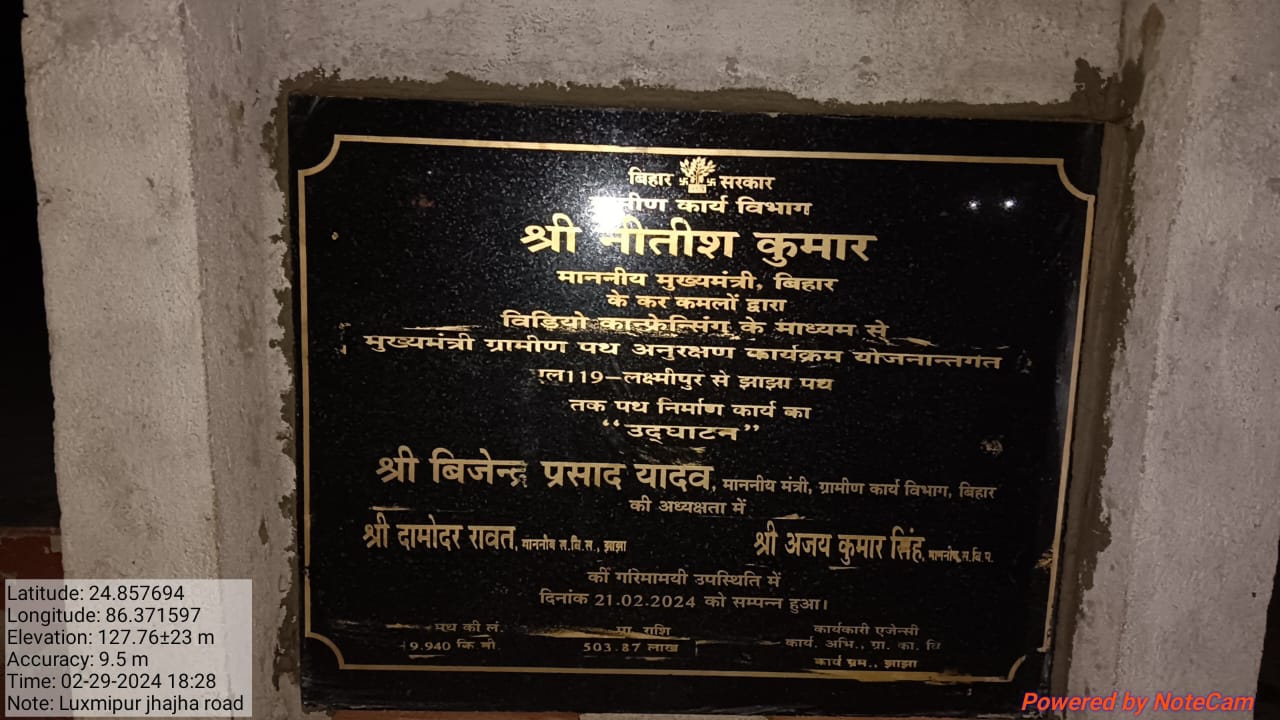 बिहार सरकार
कार्य विभाग
श्री नीतीश कुमार
माननीय मुख्यमंत्री, बिहार
के कर कमलों द्वारा
विडियो कान्फ्रेन्सिंग के माध्यम से
मुख्यमंत्री ग्रामीण पथ अनुरक्षण कार्यक्रम योजनान्तगत
119-लक्ष्मीपुर से झाझा पथ
तक पथ निर्माण कार्य का
“उद्घाटन”
श्री बिजेन्द्र प्रसाद यादव, माननीय मंत्री, ग्रामीण कार्य विभाग, बिहार
की अध्यक्षता में
श्री दामोदर रावत, माननीय स.वि.स., झाझा
श्री अजय कुमार सिंह, माननीय स.वि.प.
कीं गरिमामयी उपस्थिति में
दिनांक 21.02.2024 को सम्पन्न हुआ।
पथ की लं. प्रा. राशि कार्यकारी एजेन्सी
9.940 कि.मी. 503.87 लाख कार्य. अभि., ग्रा. का. वि
कार्य प्रम., झाझा
Latitude: 24.857694
Longitude: 86.371597
Elevation: 127.76±23 m
Accuracy: 9.5 m
Time: 02-29-2024 18:28
Note: Luxmipur jhajha road
Powered by NoteCam